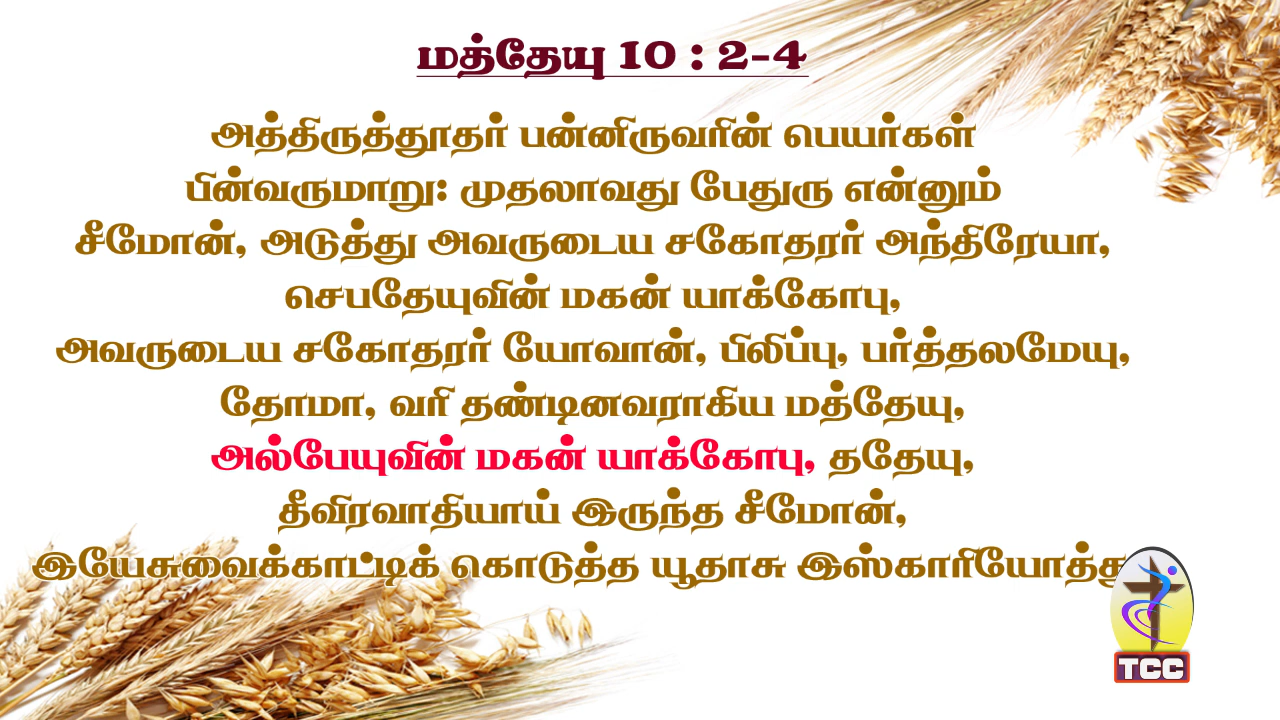 மத்தேயு 10 : 2-4
அத்திருத்தூதர் பன்னிருவரின் பெயர்கள்
பின்வருமாறு: முதலாவது பேதுரு என்னும்
சீமோன், அடுத்து அவருடைய சகோதரர் அந்திரேயா,
செபதேயுவின் மகன் யாக்கோபு,
அவருடைய சகோதரர் யோவான், பிலிப்பு, பர்த்தலமேயு,
தோமா, வரி தண்டினவராகிய மத்தேயு,
அல்பேயுவின் மகன் யாக்கோபு, ததேயு,
தீவிரவாதியாய் இருந்த சீமோன்,
இயேசுவைக்காட்டிக் கொடுத்த யூதாசு இஸ்காரியோத்து
TCC